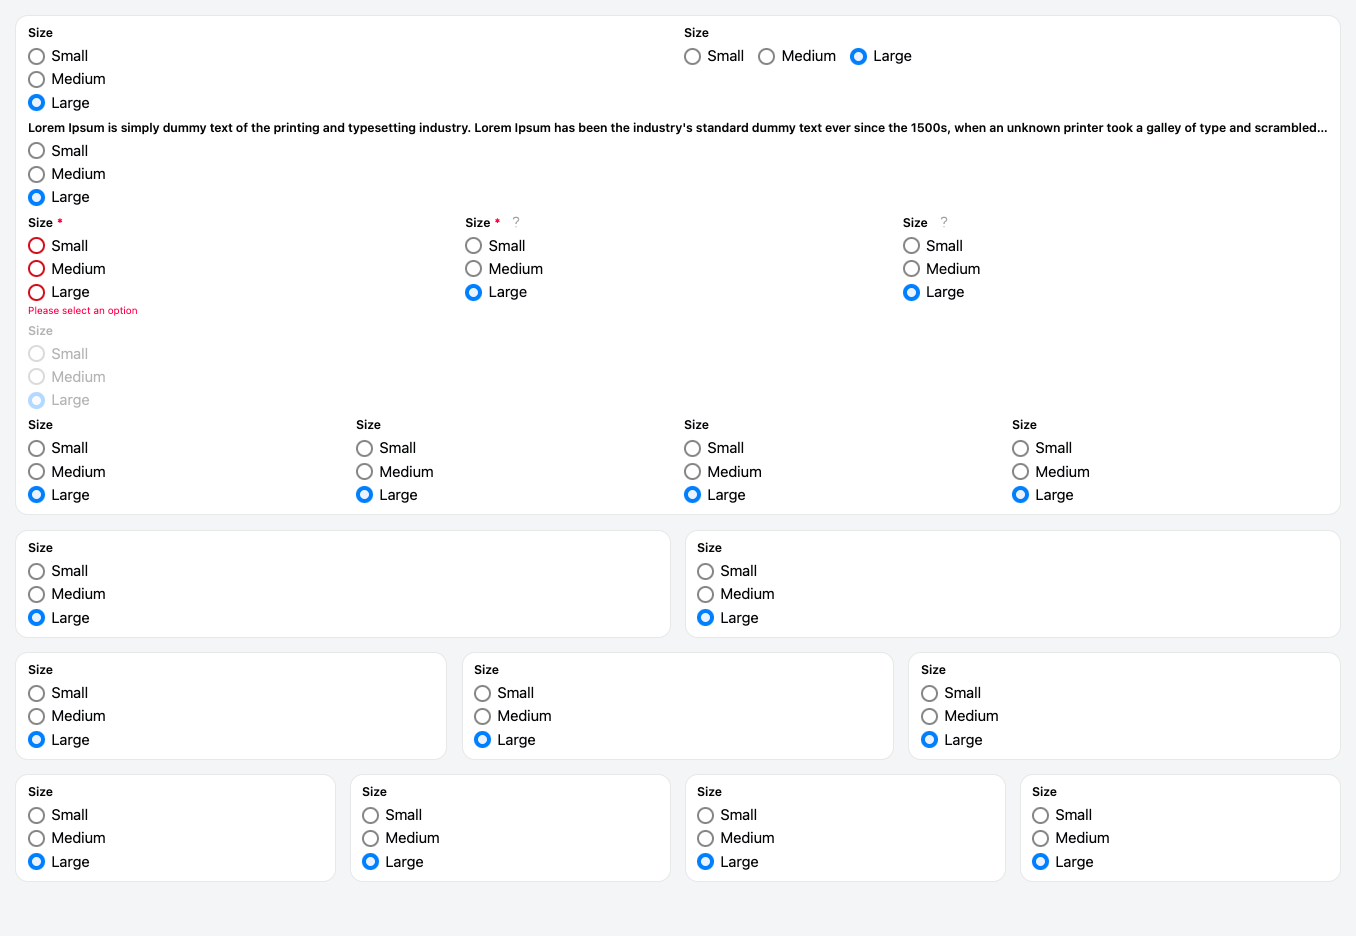 Size
Small
Medium
Large
Size
Small Medium Large
Lorem Ipsum is simply dummy text of the printing and typesetting industry. Lorem Ipsum has been the industry's standard dummy text ever since the 1500s, when an unknown printer took a galley of type and scrambled...
Small
Medium
Large
Size *
Small
Medium
Large
Please select an option
Size * ?
Small
Medium
Large
Size ?
Small
Medium
Large
Size
Small
Medium
Large
Size
Small
Medium
Large
Size
Small
Medium
Large
Size
Small
Medium
Large
Size
Small
Medium
Large
Size
Small
Medium
Large
Size
Small
Medium
Large
Size
Small
Medium
Large
Size
Small
Medium
Large
Size
Small
Medium
Large
Size
Small
Medium
Large
Size
Small
Medium
Large
Size
Small
Medium
Large
Size
Small
Medium
Large